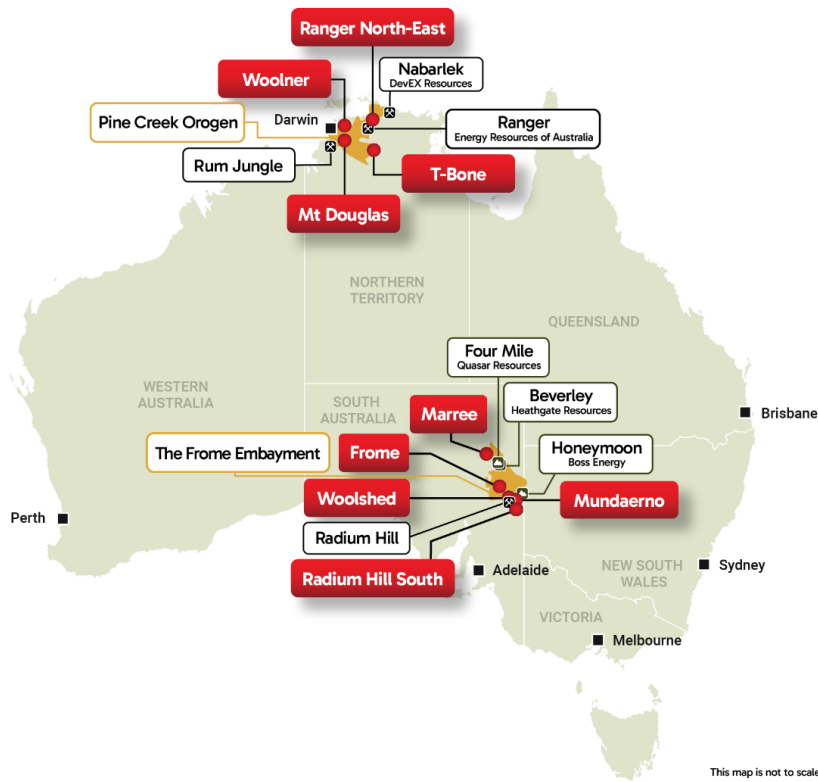 Ranger North-East
Woolner
Nabarlek
DevEX Resources
Pine Creek Orogen
Darwin
Ranger
Energy Resources of Australia
Rum Jungle
T-Bone
Mt Douglas
NORTHERN
TERRITORY
QUEENSLAND
Four Mile
Quasar Resources
WESTERN
AUSTRALIA
SOUTH
AUSTRALIA
Marree
Beverley
Heathgate Resources
Brisbane
The Frome Embayment
Frome
Honeymoon
Boss Energy
Woolshed
Mundaerno
Perth
Radium Hill
Radium Hill South
Adelaide
NEW SOUTH
WALES
Sydney
VICTORIA
Melbourne
This map is not to scale